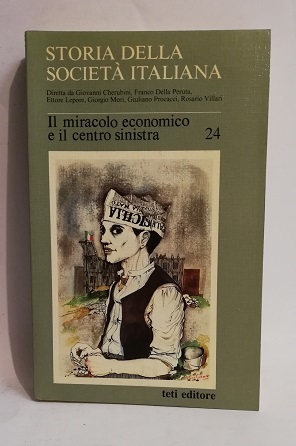 STORIA DELLA
SOCIETÀ ITALIANA
Diretta da Giovanni Cherubini, Franco Della Peruta,
Ettore Lepore, Giorgio Mori, Giuliano Procacci, Rosario Villari
Il miracolo economico
e il centro sinistra 24
teti editore